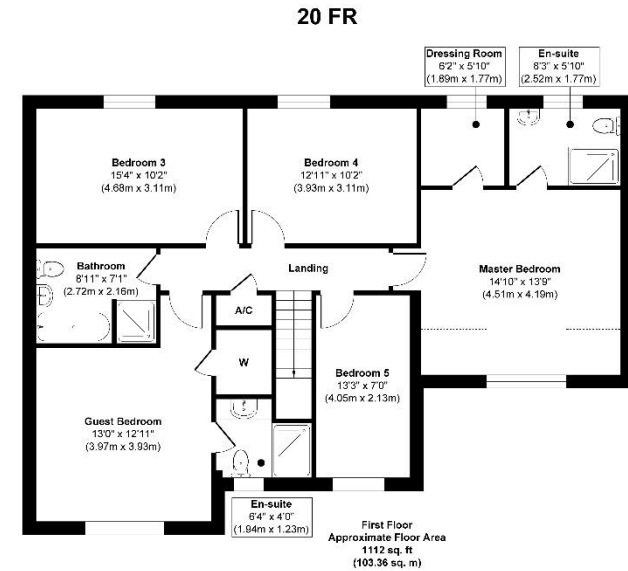 20 FR
Dressing Room
6'2" x 5'10"
(1.89m x 1.77m)
En-suite
8'3" x 5'10"
(2.52m x 1.77m)
Bedroom 3
15'4" x 10'2"
(4.68m x 3.11m)
Bedroom 4
12'11" x 10'2"
(3.93m x 3.11m)
Bathroom
8'11" x 7'1"
(2.72m x 2.16m)
Landing
Master Bedroom
14'10" x 13'9"
(4.51m x 4.19m)
A/C
W
Bedroom 5
13'3" x 7'0"
(4.05m x 2.13m)
Guest Bedroom
13'0" x 12'11"
(3.97m x 3.93m)
En-suite
6'4" x 4'0"
(1.94m x 1.23m)
First Floor
Approximate Floor Area
1112 sq. ft
(103.36 sq. m)